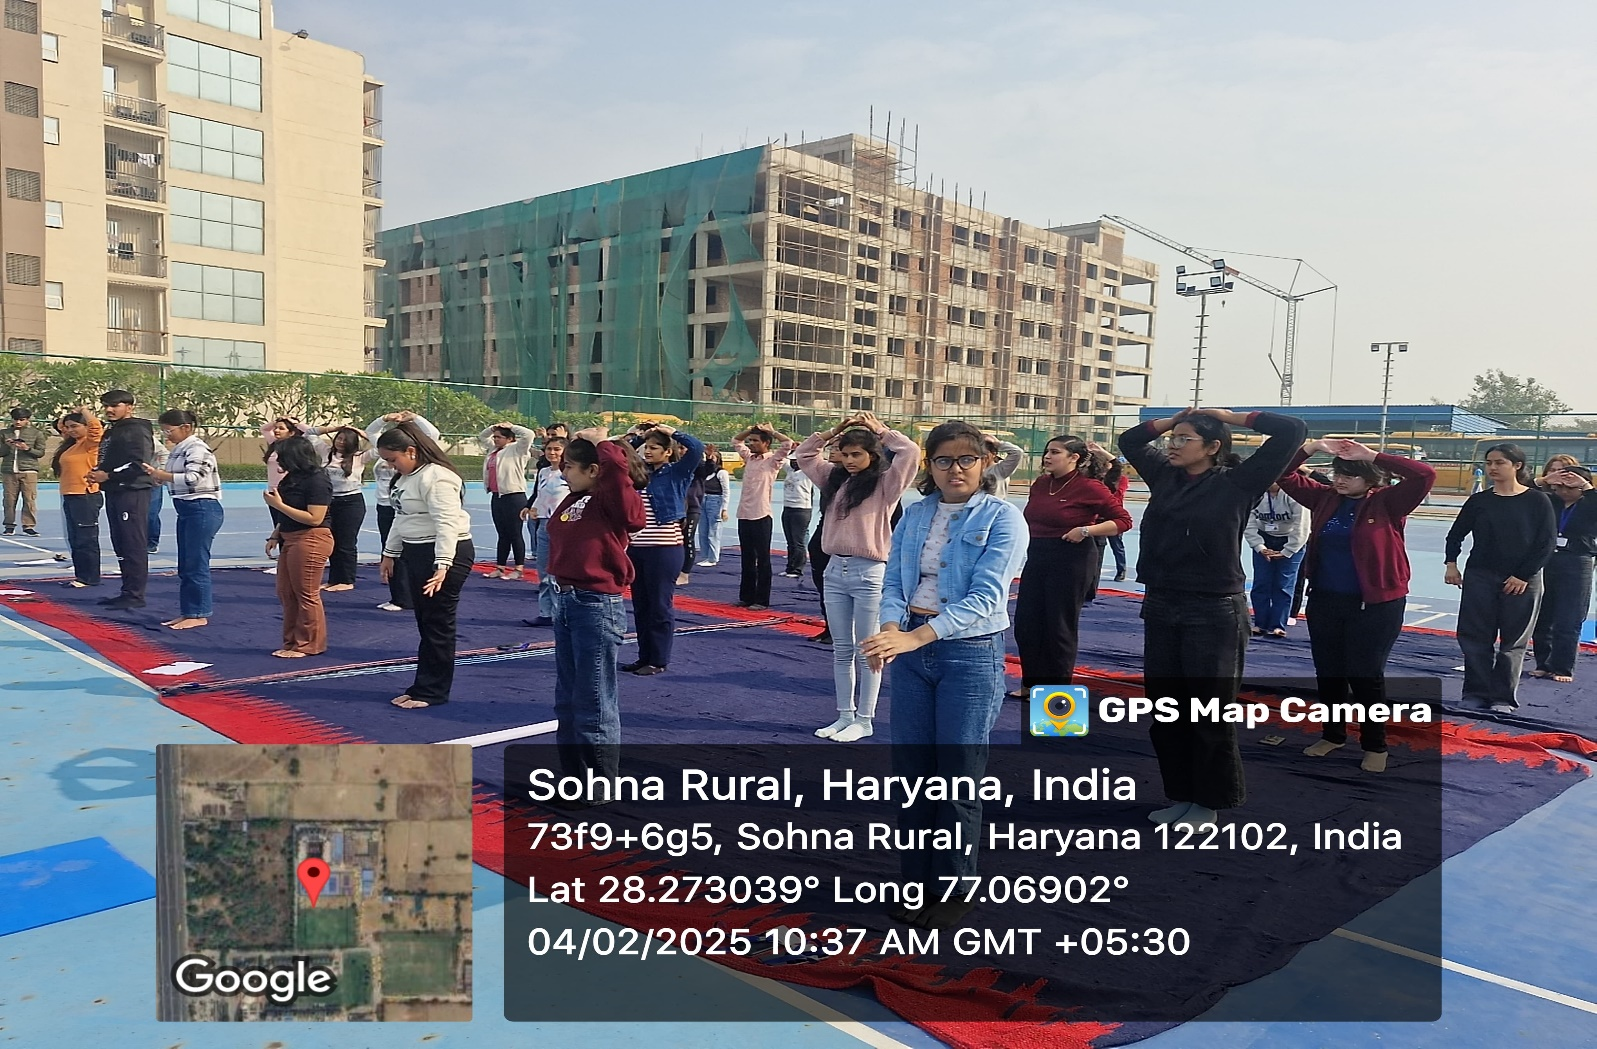 Comfort
GPS Map Camera
Sohna Rural, Haryana, India
73f9+6g5, Sohna Rural, Haryana 122102, India
Lat 28.273039° Long 77.06902°
04/02/2025 10:37 AM GMT +05:30
Google